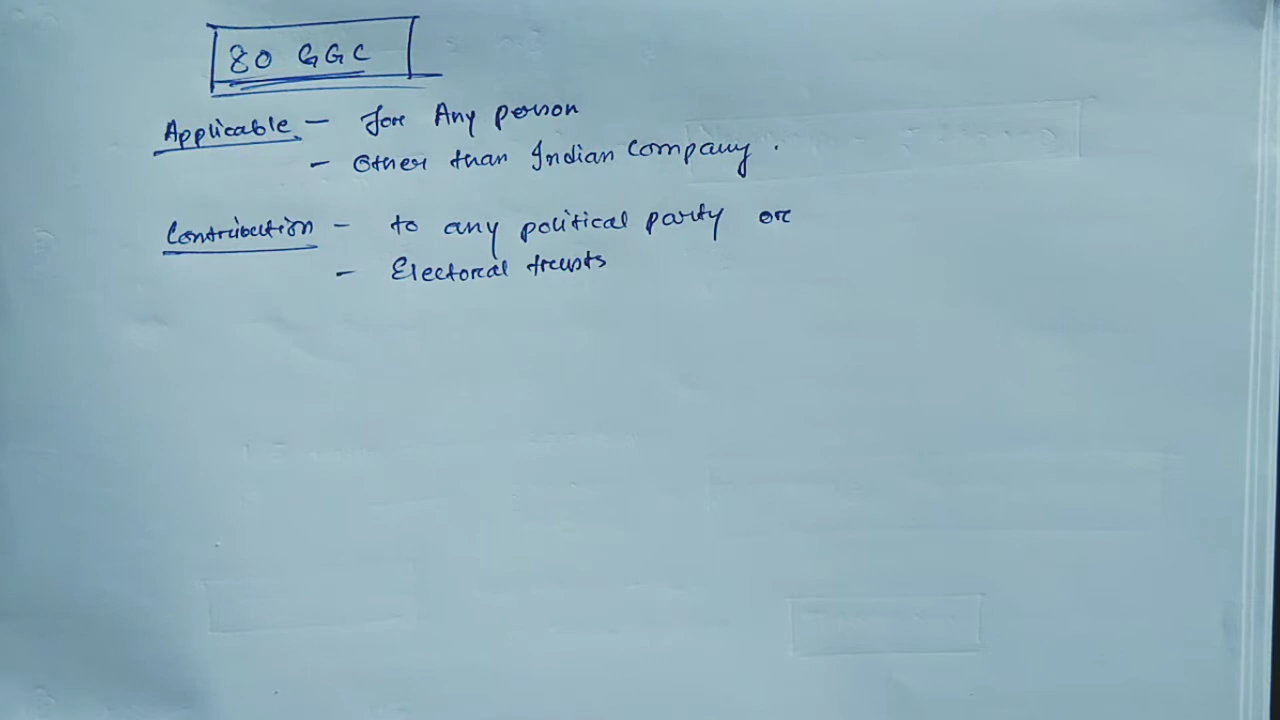 80 GGC
Applicable - for Any person
- Other than Indian Company.
Contribution - to any political party or
- Electoral trusts